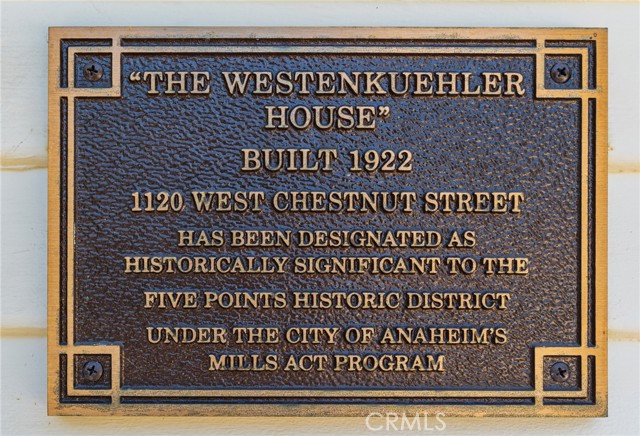 “THE WESTENKUEHLER
HOUSE”
BUILT 1922
1120 WEST CHESTNUT STREET
HAS BEEN DESIGNATED AS
HISTORICALLY SIGNIFICANT TO THE
FIVE POINTS HISTORIC DISTRICT
UNDER THE CITY OF ANAHEIM’S
MILLS ACT PROGRAM
CRMLS